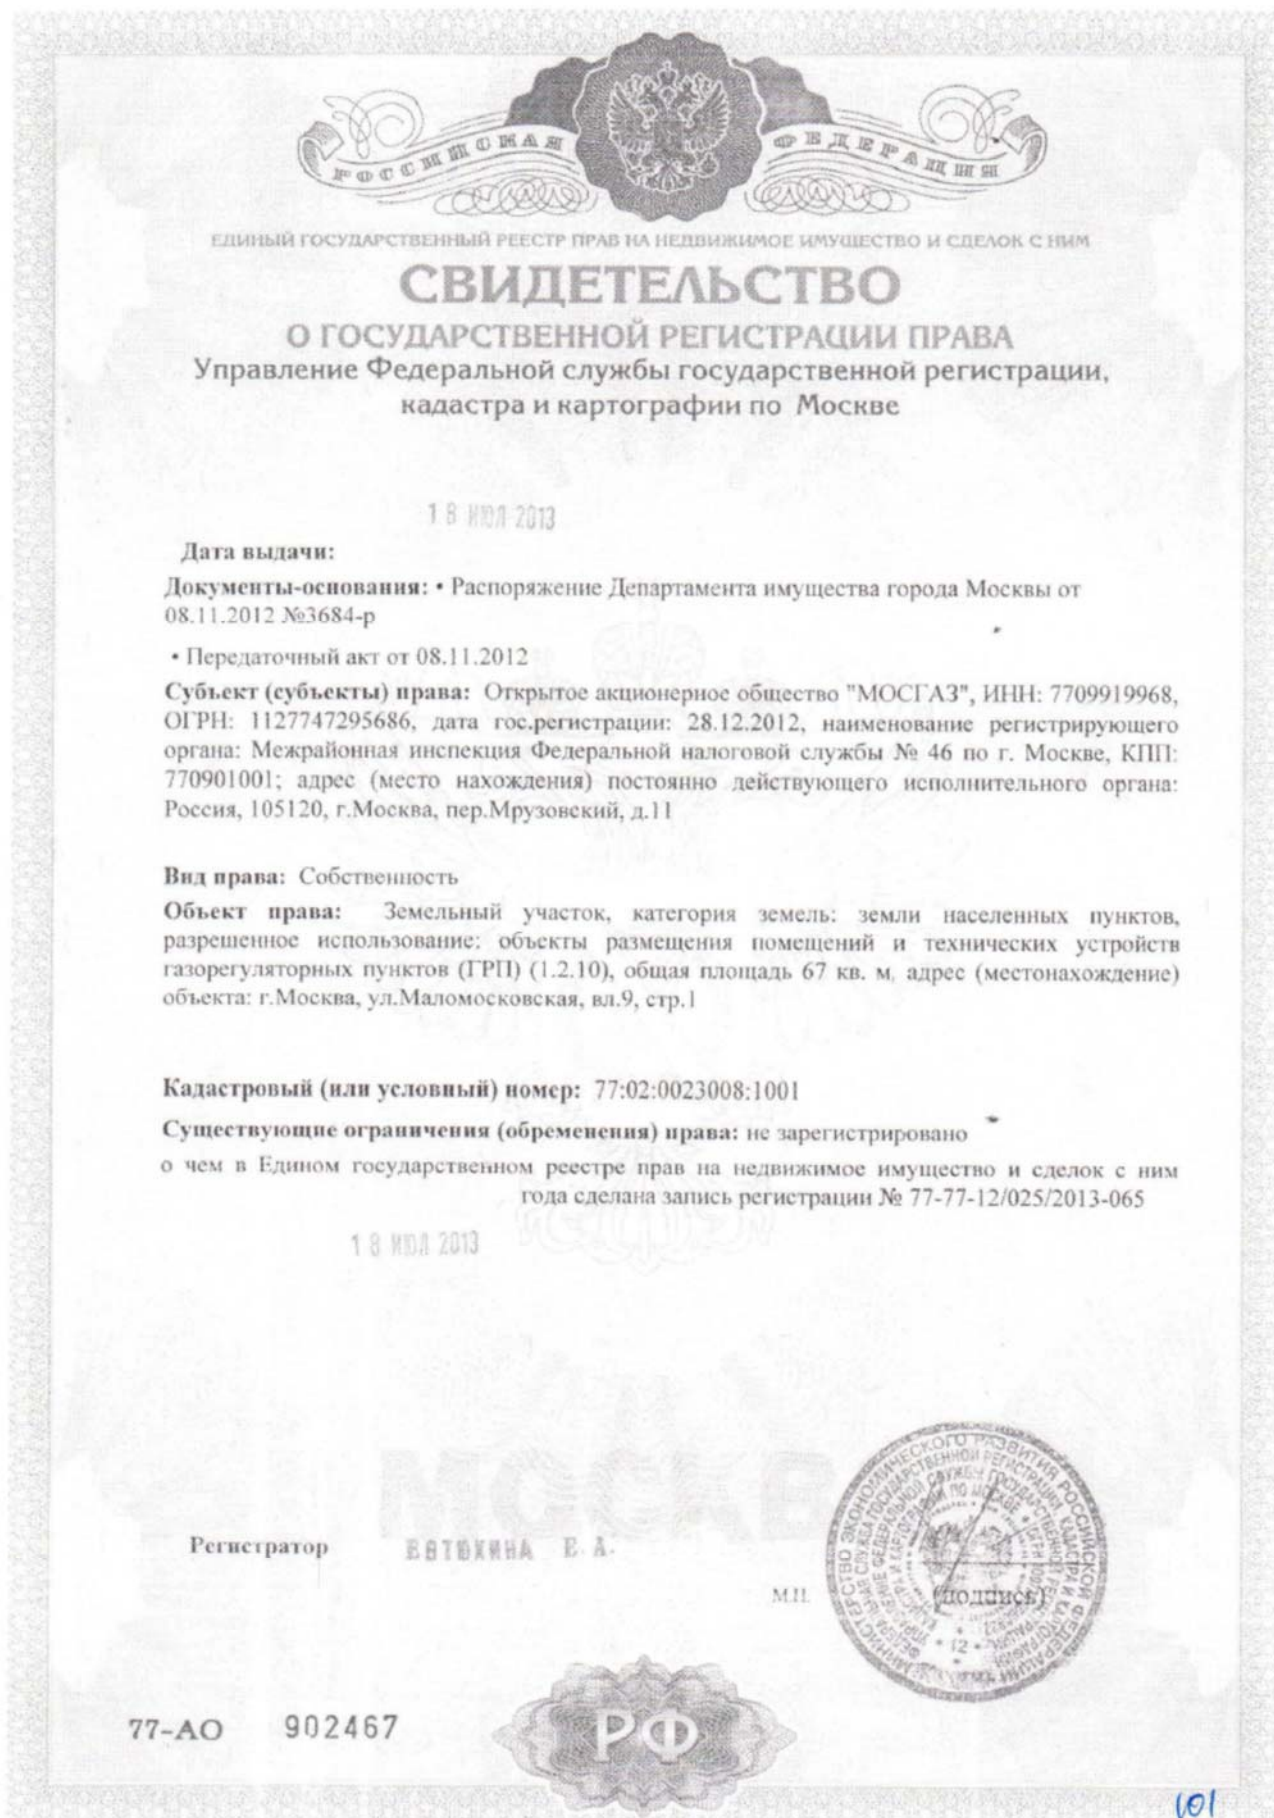 РОССИЙСКАЯ ФЕДЕРАЦИЯ
ЕДИНЫЙ ГОСУДАРСТВЕННЫЙ РЕЕСТР ПРАВ НА НЕДВИЖИМОЕ ИМУЩЕСТВО И СДЕЛОК С НИМ
СВИДЕТЕЛЬСТВО
О ГОСУДАРСТВЕННОЙ РЕГИСТРАЦИИ ПРАВА
Управление Федеральной службы государственной регистрации,
кадастра и картографии по Москве
18 ИЮЛ 2013
Дата выдачи:
Документы-основания: • Распоряжение Департамента имущества города Москвы от
08.11.2012 №3684-р
• Передаточный акт от 08.11.2012
Субъект (субъекты) права: Открытое акционерное общество "МОСГАЗ", ИНН: 7709919968,
ОГРН: 1127747295686, дата гос.регистрации: 28.12.2012, наименование регистрирующего
органа: Межрайонная инспекция Федеральной налоговой службы № 46 по г. Москве, КПП:
770901001; адрес (место нахождения) постоянно действующего исполнительного органа:
Россия, 105120, г.Москва, пер.Мрузовский, д.11
Вид права: Собственность
Объект права: Земельный участок, категория земель: земли населенных пунктов,
разрешенное использование: объекты размещения помещений и технических устройств
газорегуляторных пунктов (ГРП) (1.2.10), общая площадь 67 кв. м, адрес (местонахождение)
объекта: г.Москва, ул.Маломосковская, вл.9, стр.1
Кадастровый (или условный) номер: 77:02:0023008:1001
Существующие ограничения (обременения) права: не зарегистрировано
о чем в Едином государственном реестре прав на недвижимое имущество и сделок с ним
года сделана запись регистрации № 77-77-12/025/2013-065
18 ИЮЛ 2013
Регистратор ЕВТЮХИНА Е. А.
М.П.
(подпись)
МИНИСТЕРСТВО ЭКОНОМИЧЕСКОГО РАЗВИТИЯ РОССИЙСКОЙ ФЕДЕРАЦИИ
77-АО 902467
РФ
101